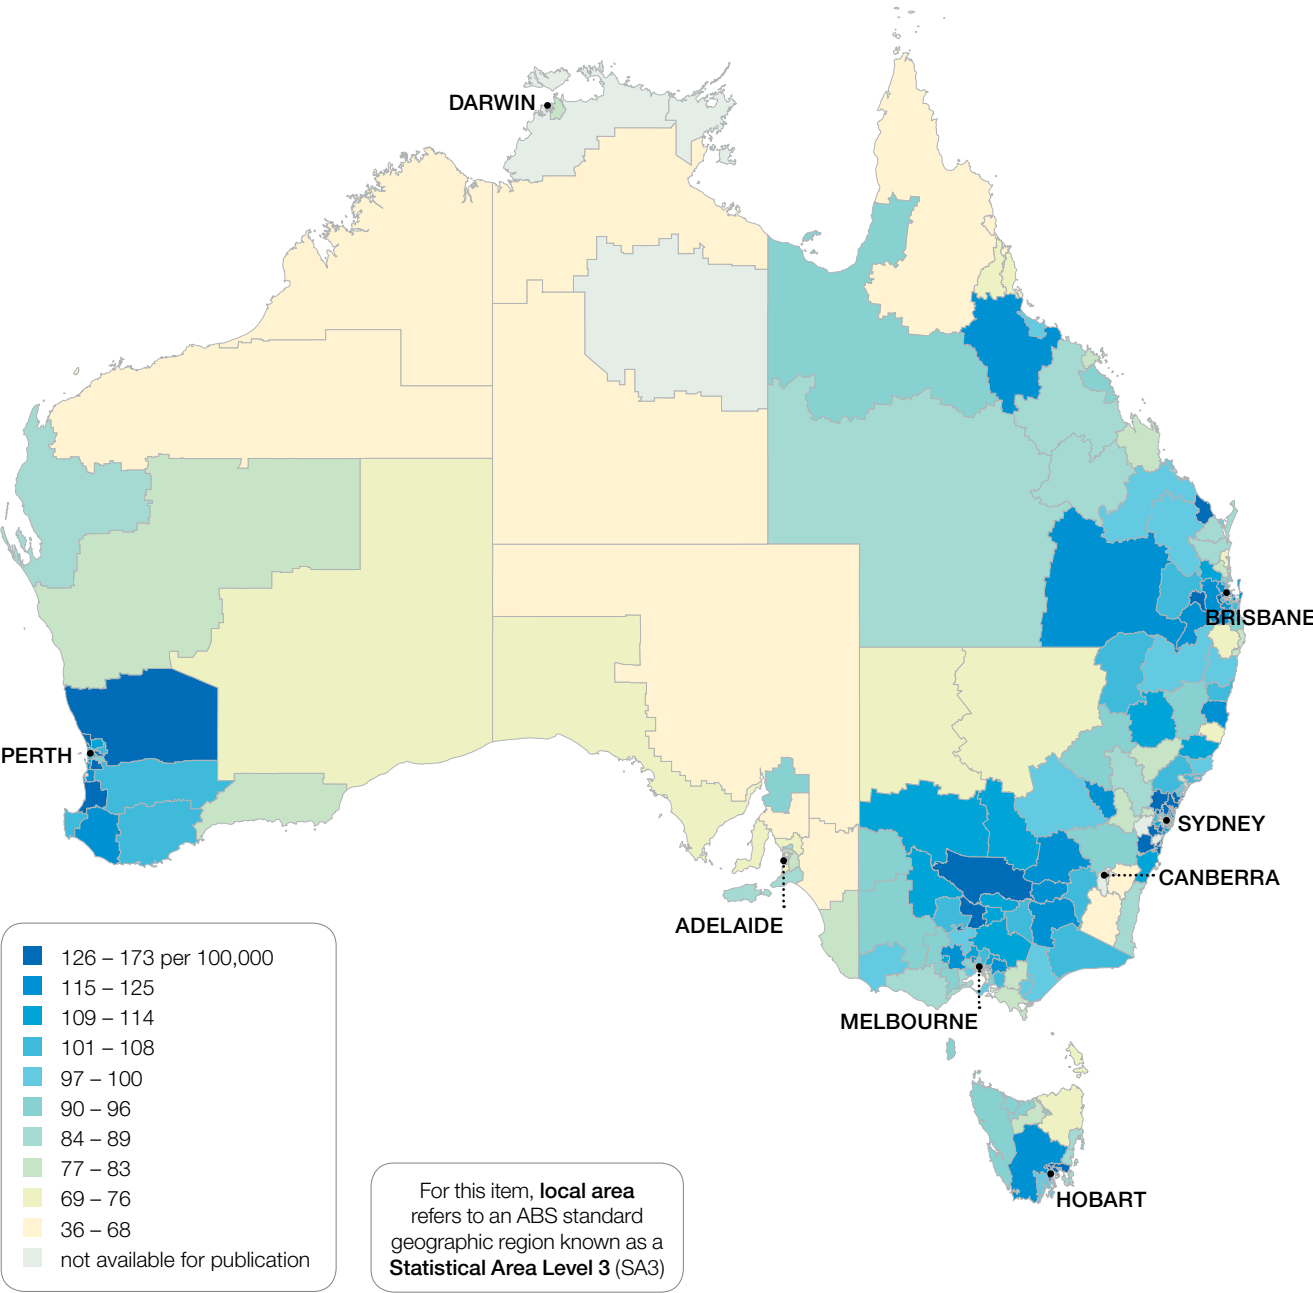 DARWIN
BRISBANE
PERTH
SYDNEY
CANBERRA
ADELAIDE
MELBOURNE
HOBART
126 – 173 per 100,000
115 – 125
109 – 114
101 – 108
97 – 100
90 – 96
84 – 89
77 – 83
69 – 76
36 – 68
not available for publication
For this item, local area
refers to an ABS standard
geographic region known as a
Statistical Area Level 3 (SA3)